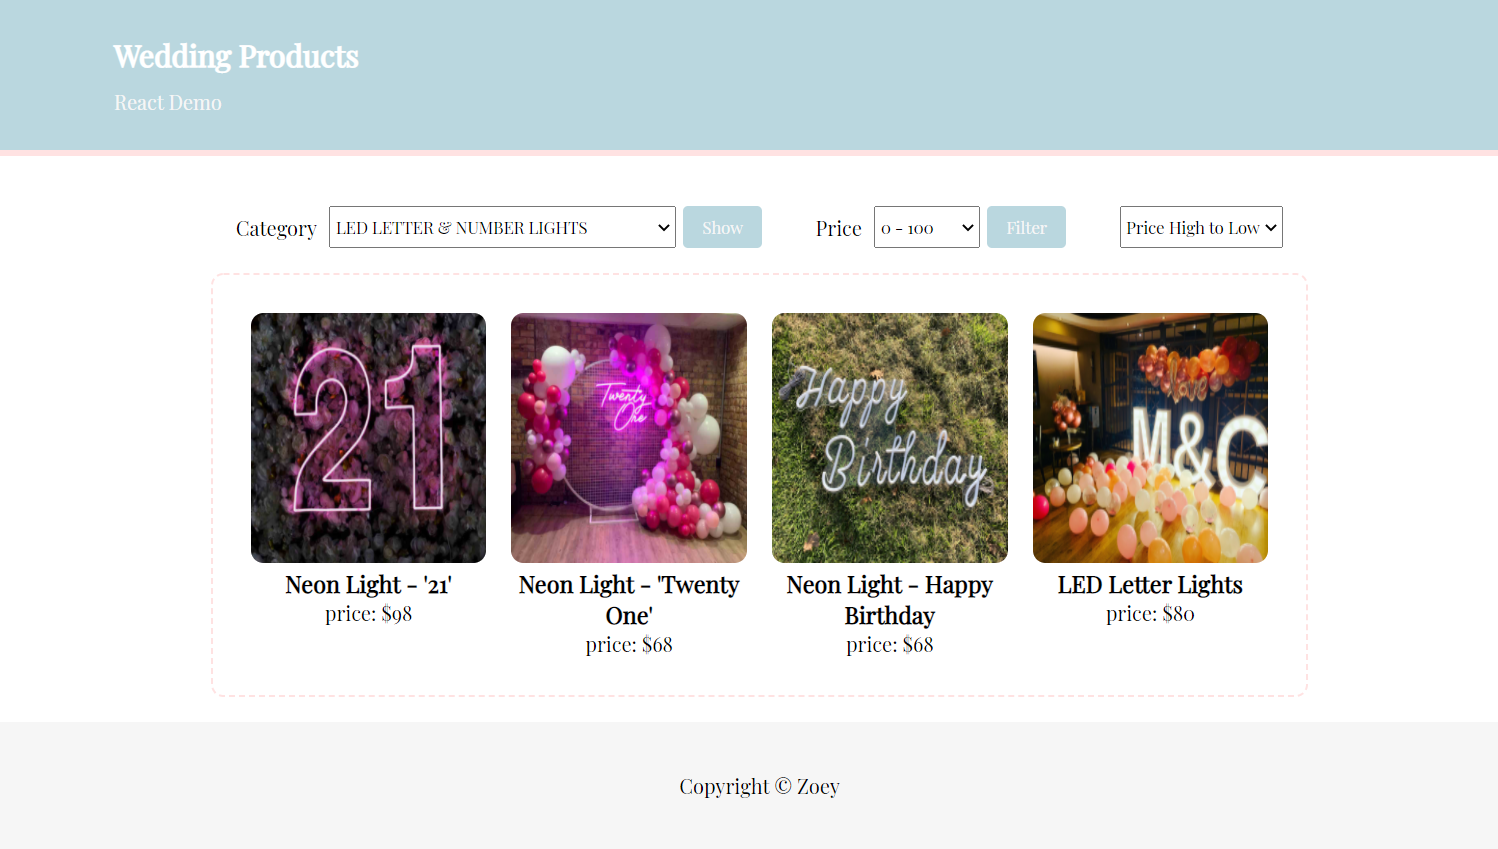 Wedding Products
React Demo
Category LED LETTER & NUMBER LIGHTS Show Price 0 - 100 Filter Price High to Low
21
Twenty
One
Happy
Birthday
love
M&C
Neon Light - '21'
price: $98
Neon Light - 'Twenty
One'
price: $68
Neon Light - Happy
Birthday
price: $68
LED Letter Lights
price: $80
Copyright © Zoey